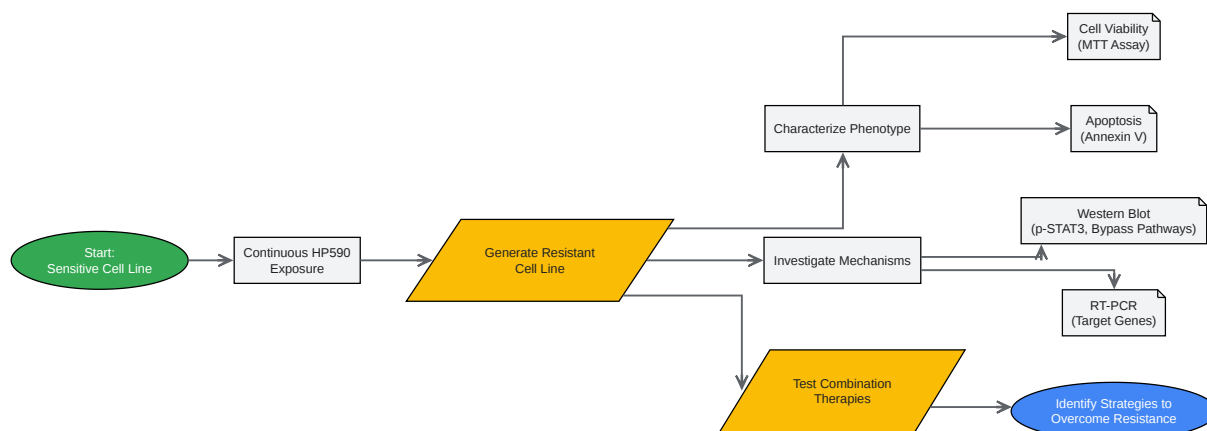 Start:
Sensitive Cell Line
Continuous HP590
Exposure
Generate Resistant
Cell Line
Characterize Phenotype
Cell Viability
(MTT Assay)
Apoptosis
(Annexin V)
Investigate Mechanisms
Western Blot
(p-STAT3, Bypass Pathways)
RT-PCR
(Target Genes)
Test Combination
Therapies
Identify Strategies to
Overcome Resistance